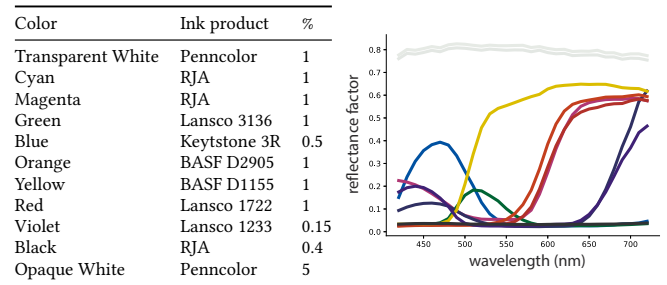 Color Ink product %
Transparent White Penncolor 1
Cyan RJA 1
Magenta RJA 1
Green Lansco 3136 1
Blue Keytstone 3R 0.5
Orange BASF D2905 1
Yellow BASF D1155 1
Red Lansco 1722 1
Violet Lansco 1233 0.15
Black RJA 0.4
Opaque White Penncolor 5
reflectance factor
0.8
0.7
0.6
0.5
0.4
0.3
0.2
0.1
0.0
450 500 550 600 650 700
wavelength (nm)